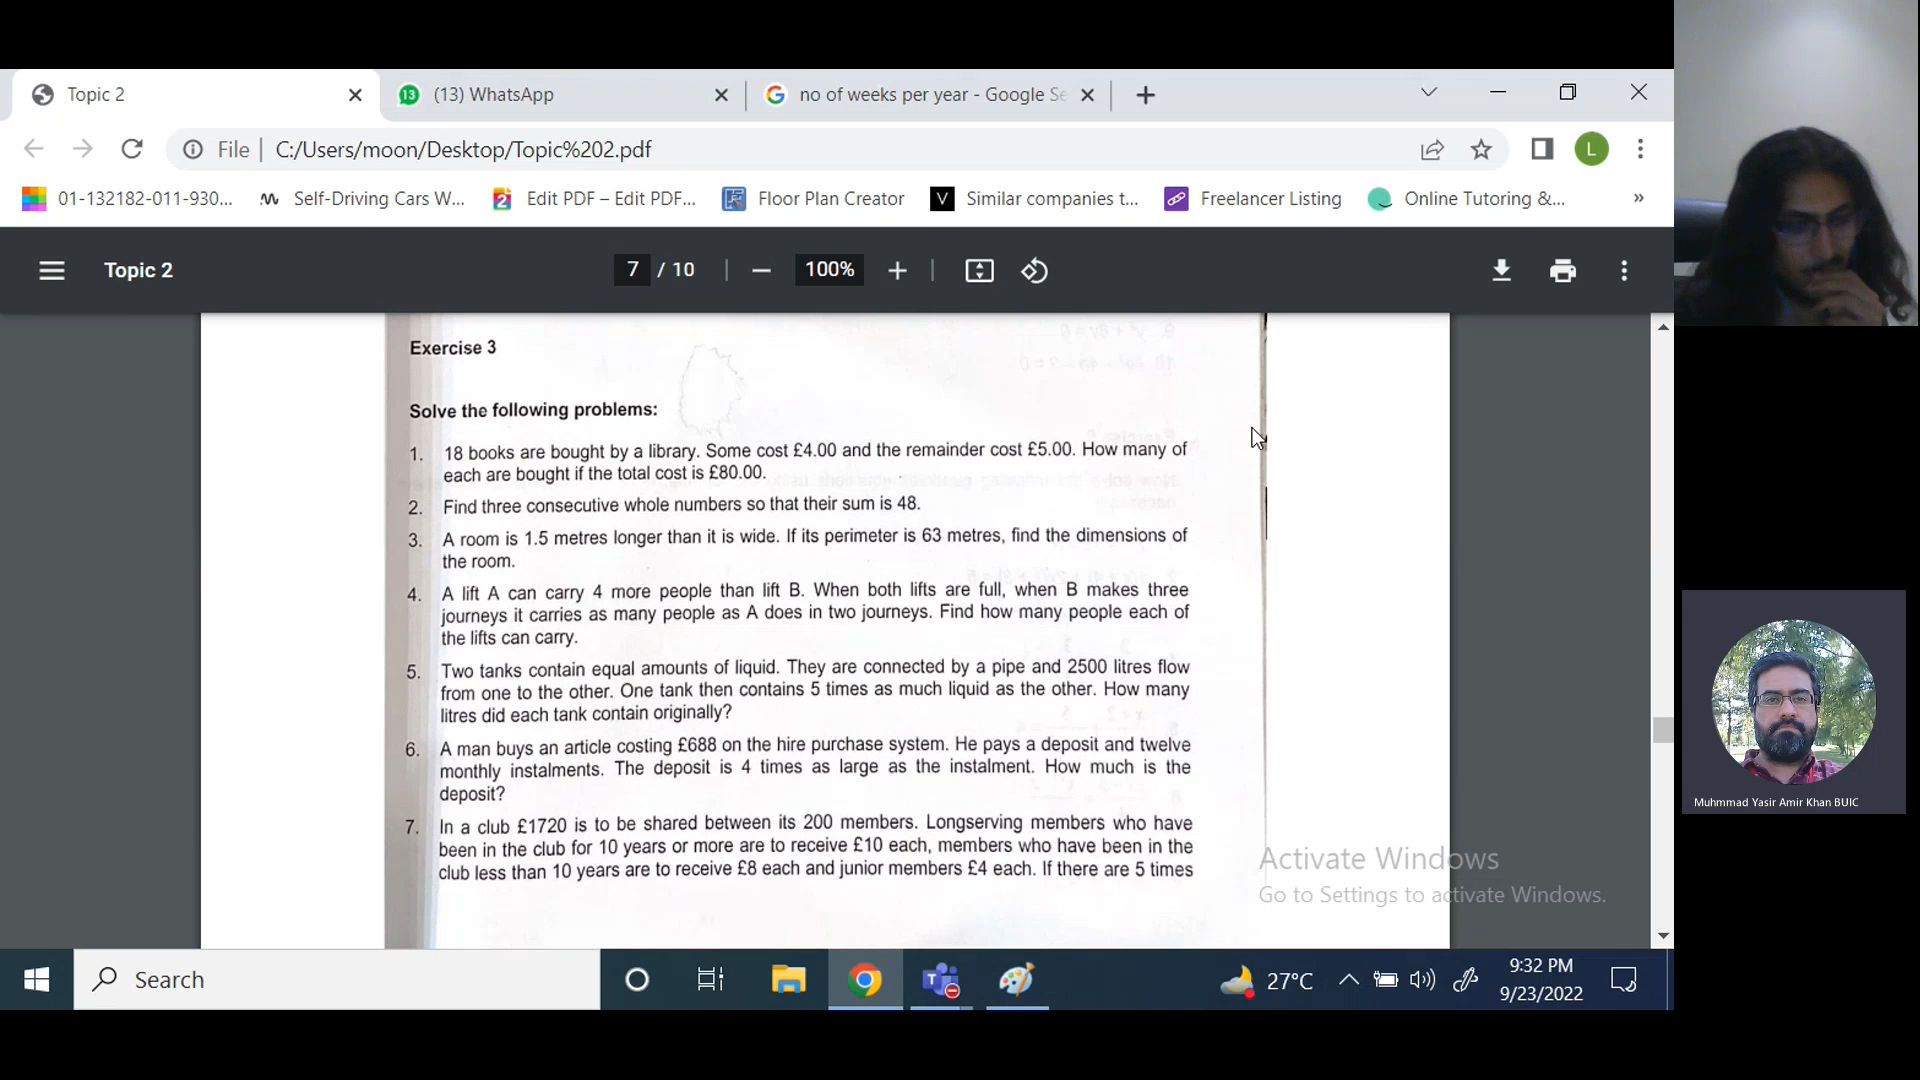 Topic 2
13
(13) WhatsApp
no of weeks per year - Google Se
File
C:/Users/moon/Desktop/Topic%202.pdf
L
01-132182-011-930...
Self-Driving Cars W...
2
Edit PDF – Edit PDF...
Floor Plan Creator
V
Similar companies t...
Freelancer Listing
Online Tutoring &...
»
Topic 2
7 / 10
100%
Exercise 3
Solve the following problems:
1. 18 books are bought by a library. Some cost £4.00 and the remainder cost £5.00. How many of
each are bought if the total cost is £80.00.
2. Find three consecutive whole numbers so that their sum is 48.
3. A room is 1.5 metres longer than it is wide. If its perimeter is 63 metres, find the dimensions of
the room.
4. A lift A can carry 4 more people than lift B. When both lifts are full, when B makes three
journeys it carries as many people as A does in two journeys. Find how many people each of
the lifts can carry.
5. Two tanks contain equal amounts of liquid. They are connected by a pipe and 2500 litres flow
from one to the other. One tank then contains 5 times as much liquid as the other. How many
litres did each tank contain originally?
6. A man buys an article costing £688 on the hire purchase system. He pays a deposit and twelve
monthly instalments. The deposit is 4 times as large as the instalment. How much is the
deposit?
7. In a club £1720 is to be shared between its 200 members. Longserving members who have
been in the club for 10 years or more are to receive £10 each, members who have been in the
club less than 10 years are to receive £8 each and junior members £4 each. If there are 5 times
Activate Windows
Go to Settings to activate Windows.
Muhmmad Yasir Amir Khan BUIC
Search
T
27°C
9:32 PM
9/23/2022